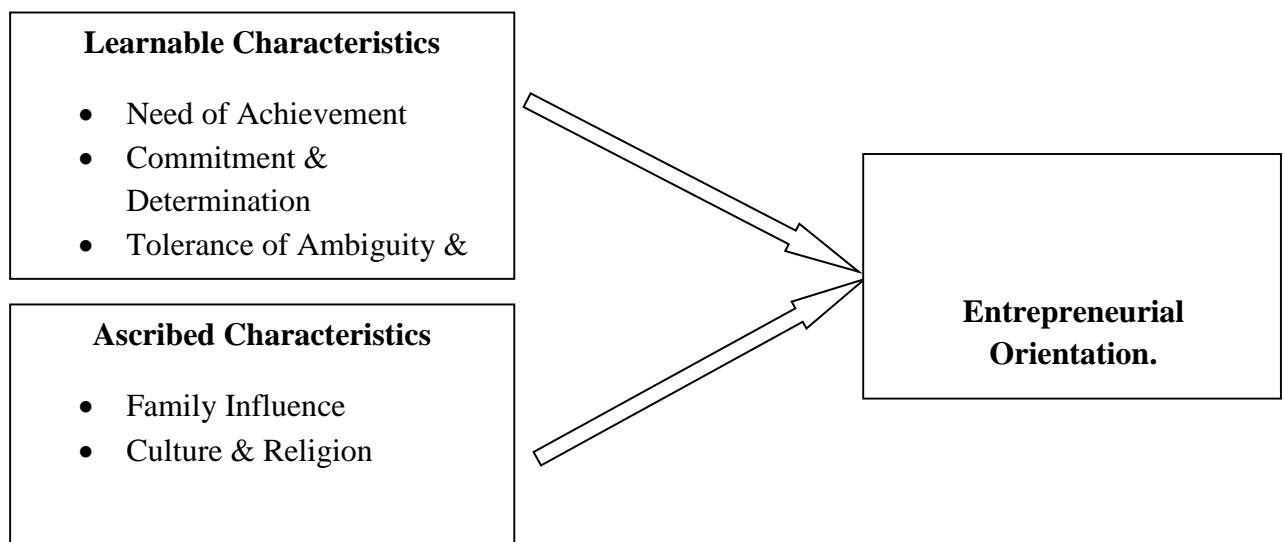 Learnable Characteristics
• Need of Achievement
• Commitment &
Determination
• Tolerance of Ambiguity &
Ascribed Characteristics
• Family Influence
• Culture & Religion
Entrepreneurial
Orientation.